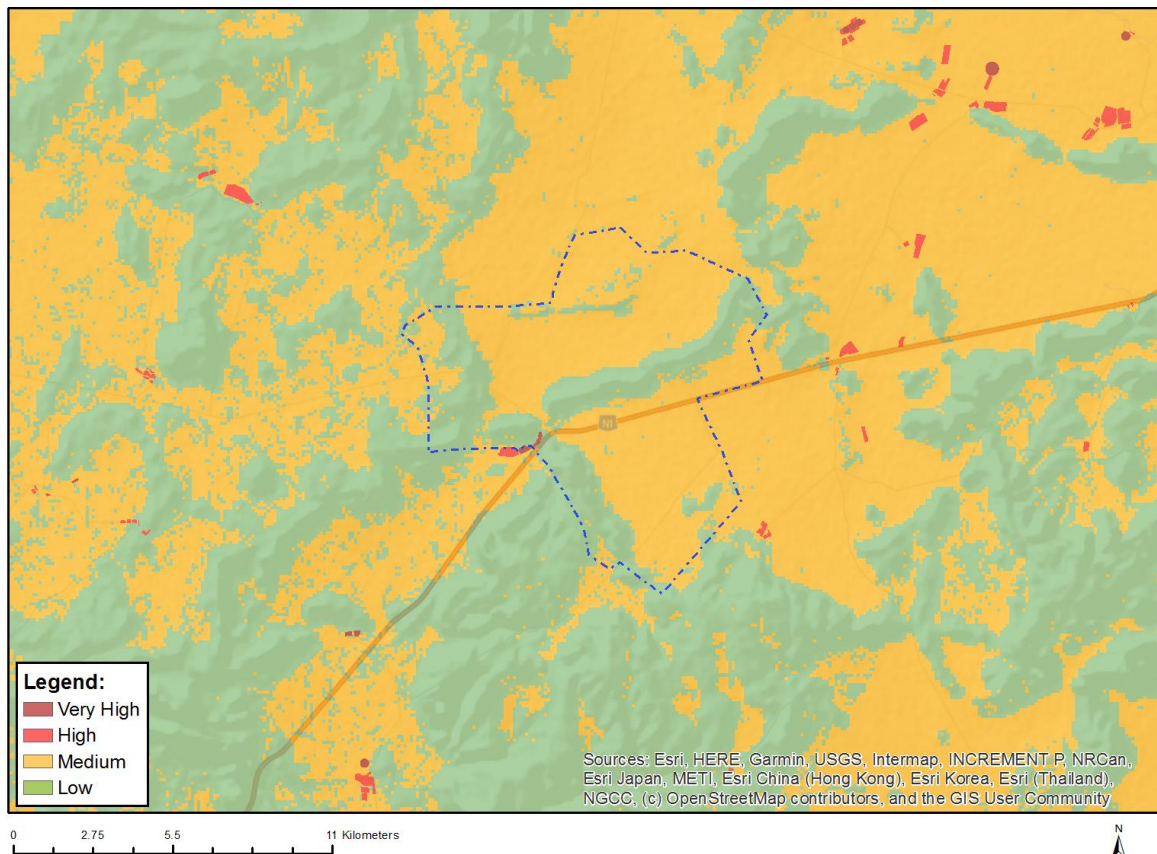 N1
Legend:
Very High
High
Medium
Low
Sources: Esri, HERE, Garmin, USGS, Intermap, INCREMENT P, NRCan,
Esri Japan, METI, Esri China (Hong Kong), Esri Korea, Esri (Thailand),
NGCC, (c) OpenStreetMap contributors, and the GIS User Community
0 2.75 5.5 11 Kilometers
N